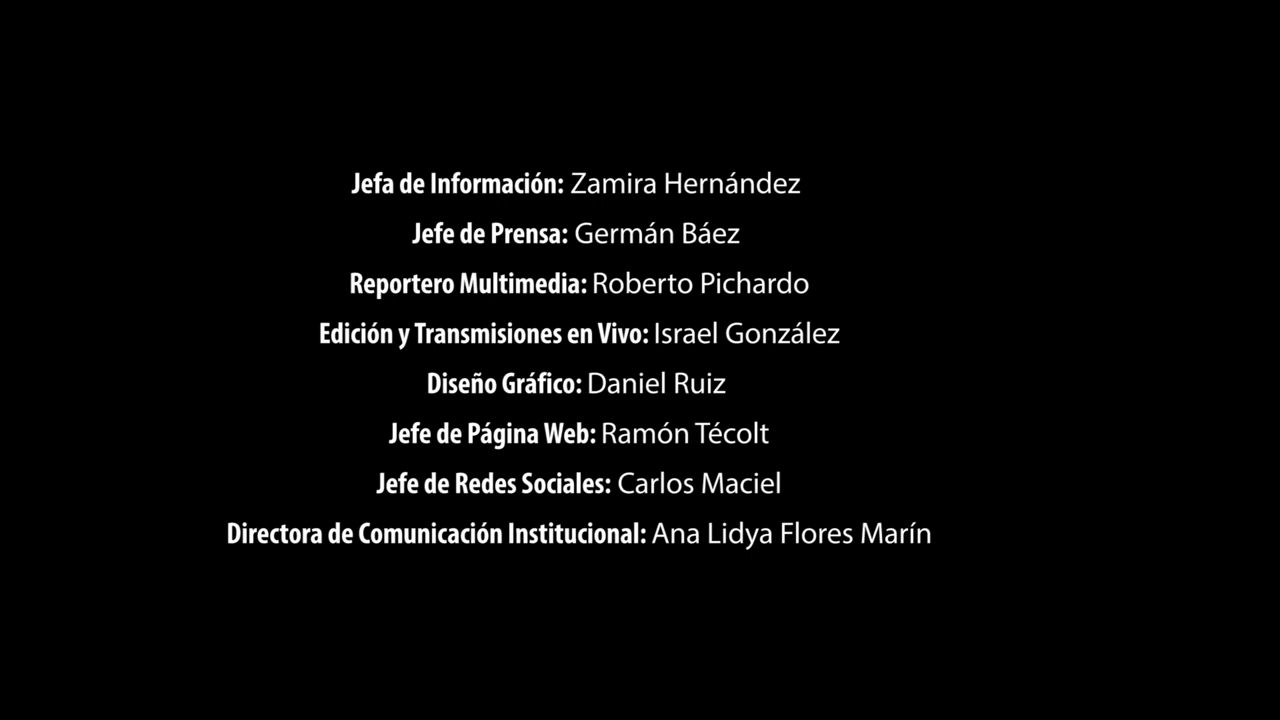 Jefa de Información: Zamira Hernández
Jefe de Prensa: Germán Báez
Reportero Multimedia: Roberto Pichardo
Edición y Transmisiones en Vivo: Israel González
Diseño Gráfico: Daniel Ruiz
Jefe de Página Web: Ramón Técolt
Jefe de Redes Sociales: Carlos Maciel
Directora de Comunicación Institucional: Ana Lidya Flores Marín